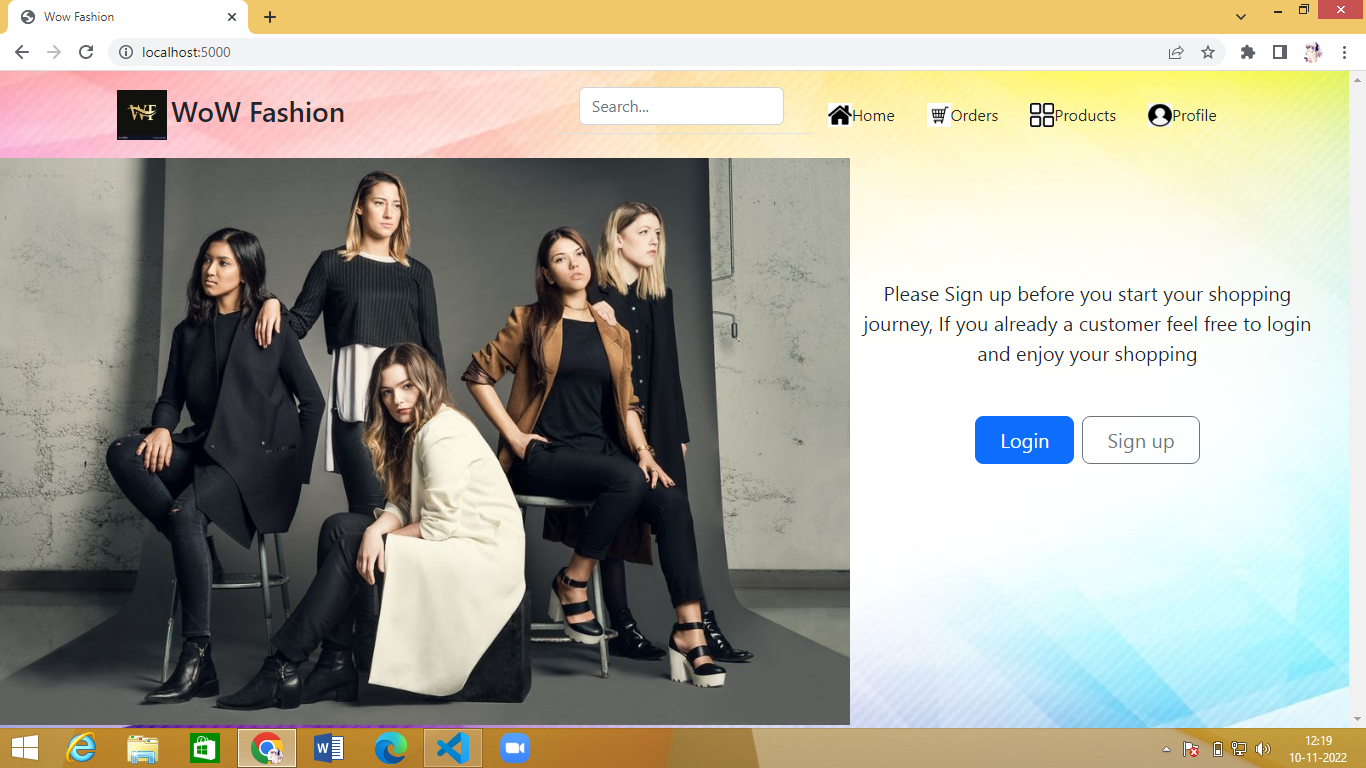 Wow Fashion
localhost:5000
WF
WoW Fashion
Search...
Home
Orders
Products
Profile
Please Sign up before you start your shopping
journey, If you already a customer feel free to login
and enjoy your shopping
Login
Sign up
12:19
10-11-2022